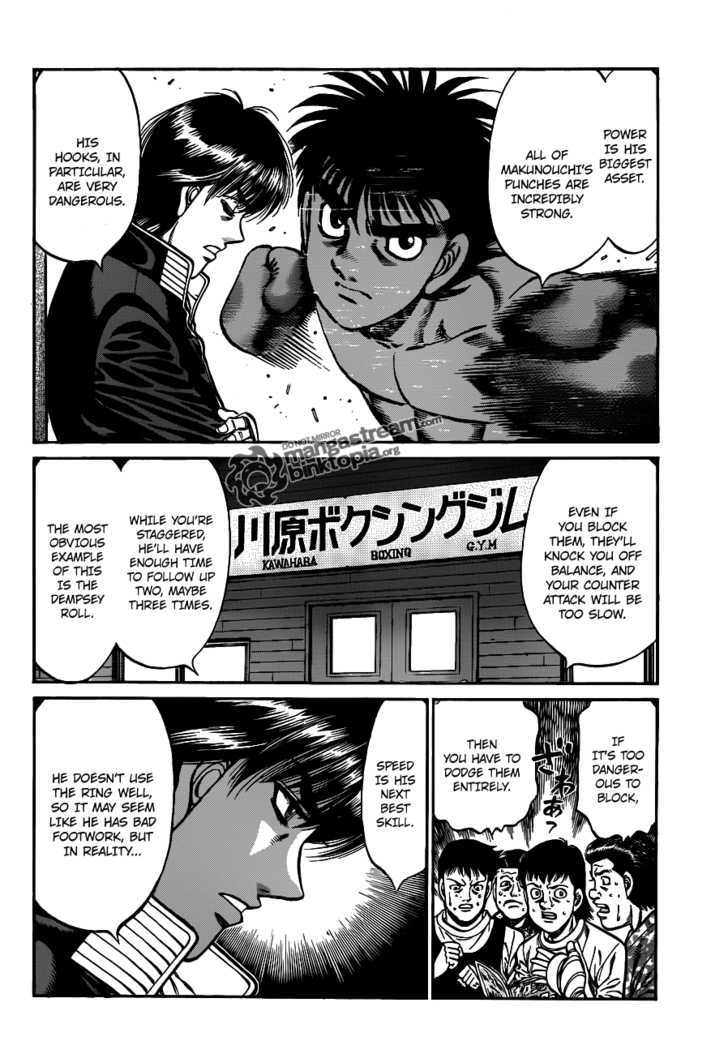 POWER
IS HIS
BIGGEST
ASSET.
ALL OF
MAKUNOUCHI'S
PUNCHES ARE
INCREDIBLY
STRONG.
HIS
HOOKS, IN
PARTICULAR,
ARE VERY
DANGEROUS.
DO NOT MIRROR
mangastream.com
binktopia.org
EVEN IF
YOU BLOCK
THEM, THEY'LL
KNOCK YOU OFF
BALANCE, AND
YOUR COUNTER
ATTACK WILL BE
TOO SLOW.
川原ボクシングジム
KAWAHARA BOXING G.Y.M
WHILE YOU'RE
STAGGERED,
HE'LL HAVE
ENOUGH TIME
TO FOLLOW UP
TWO, MAYBE
THREE TIMES.
THE MOST
OBVIOUS
EXAMPLE
OF THIS
IS THE
DEMPSEY
ROLL.
IF
IT'S TOO
DANGER-
OUS TO
BLOCK,
THEN
YOU HAVE TO
DODGE THEM
ENTIRELY.
ざわあ?
SPEED
IS HIS
NEXT
BEST
SKILL.
HE DOESN'T USE
THE RING WELL,
SO IT MAY SEEM
LIKE HE HAS BAD
FOOTWORK, BUT
IN REALITY...